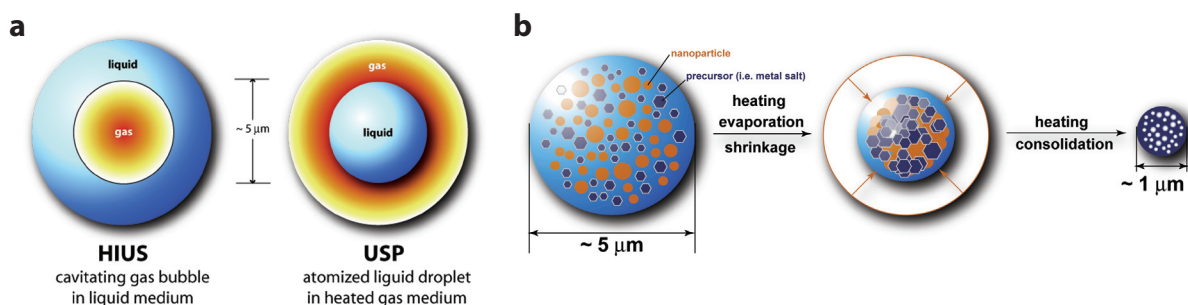 a
liquid
gas
~ 5 μm
gas
liquid
HIUS
cavitating gas bubble
in liquid medium
USP
atomized liguid droplet
in heated gas medium
b
nanoparticle
precursor (i.e. metal salt)
heating
evaporation
shrinkage
~ 5 μm
heating
consolidation
~ 1 μm